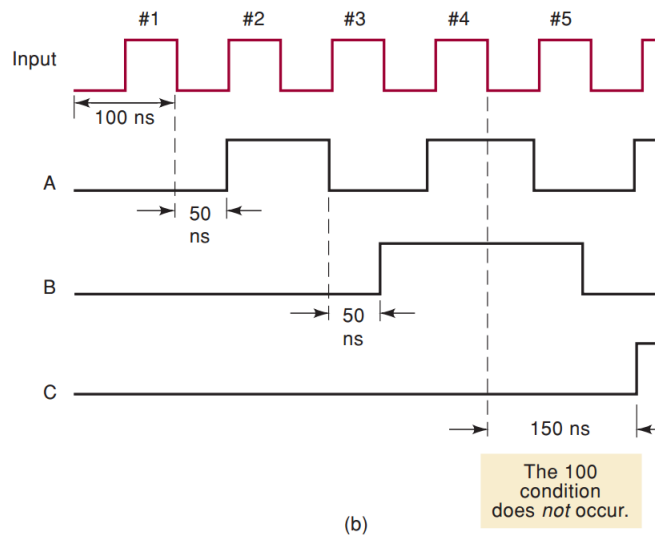 #1 #2 #3 #4 #5
Input
100 ns
A
50
ns
B
50
ns
C
150 ns
The 100
condition
does not occur.
(b)